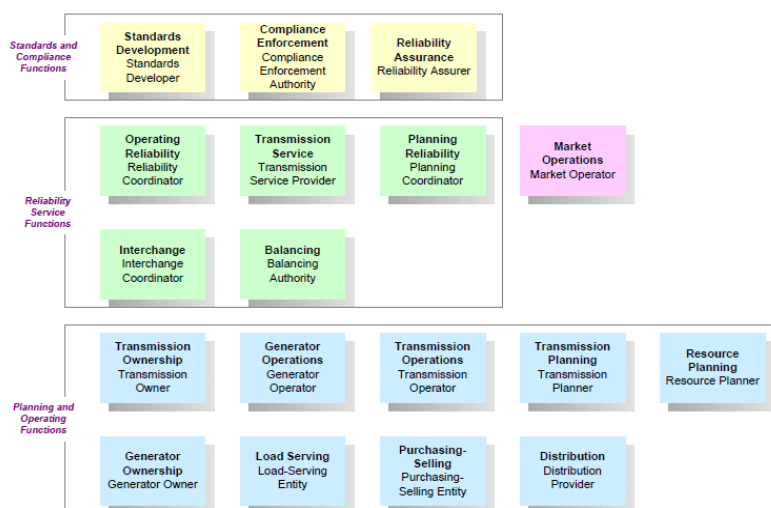 Standards and
Compliance
Functions
Standards
Development
Standards
Developer
Compliance
Enforcement
Compliance
Enforcement
Authority
Reliability
Assurance
Reliability Assurer
Reliability
Service
Functions
Operating
Reliability
Reliability
Coordinator
Transmission
Service
Transmission
Service Provider
Planning
Reliability
Planning
Coordinator
Market
Operations
Market Operator
Interchange
Interchange
Coordinator
Balancing
Balancing
Authority
Planning and
Operating
Functions
Transmission
Ownership
Transmission
Owner
Generator
Operations
Generator
Operator
Transmission
Operations
Transmission
Operator
Transmission
Planning
Transmission
Planner
Resource
Planning
Resource Planner
Generator
Ownership
Generator Owner
Load Serving
Load-Serving
Entity
Purchasing-
Selling
Purchasing-
Selling Entity
Distribution
Distribution
Provider